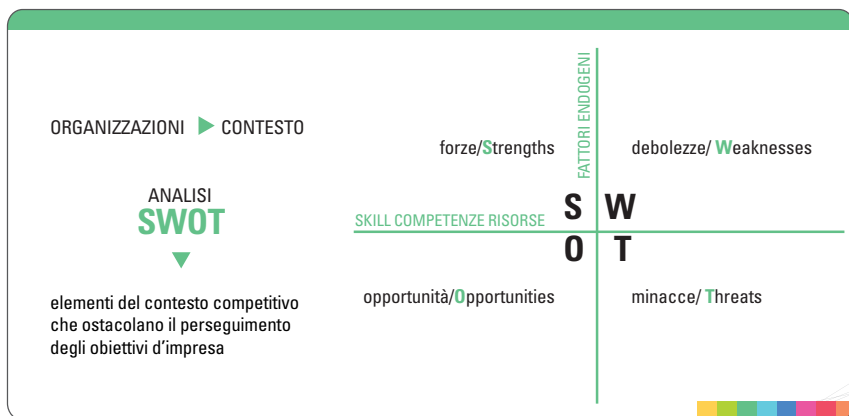 ORGANIZZAZIONI ▶ CONTESTO
ANALISI
SWOT
elementi del contesto competitivo
che ostacolano il perseguimento
degli obiettivi d'impresa
FATTORI ENDOGENI
forze/Strengths
debolezze/ Weaknesses
SKILL COMPETENZE RISORSE
S W
O T
opportunità/Opportunities
minacce/ Threats